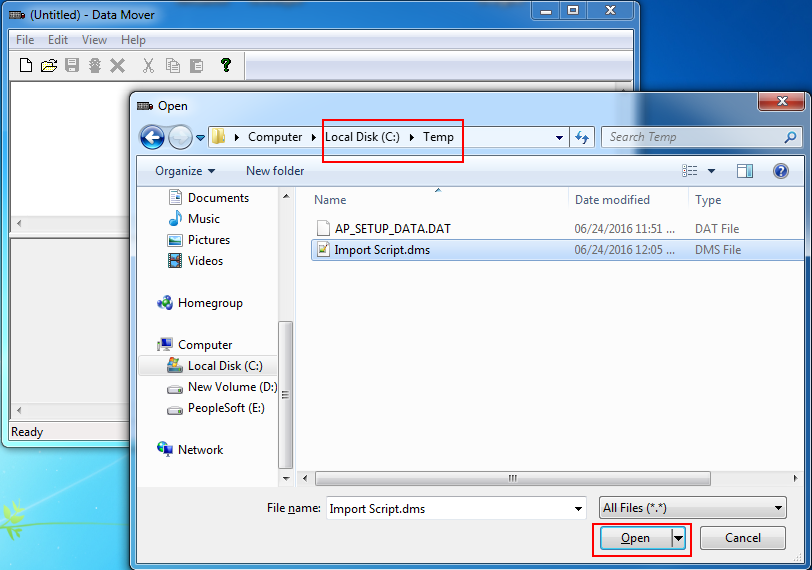 (Untitled) - Data Mover
File Edit View Help
Open
Computer Local Disk (C:) Temp
Search Temp
Organize New folder
Name Date modified Type
Documents
Music
Pictures
Videos
Homegroup
Computer
Local Disk (C:)
New Volume (D:)
PeopleSoft (E:)
Network
AP_SETUP_DATA.DAT 06/24/2016 11:51 ... DAT File
Import Script.dms 06/24/2016 12:05 ... DMS File
Ready
File name: Import Script.dms All Files (*.*)
Open Cancel